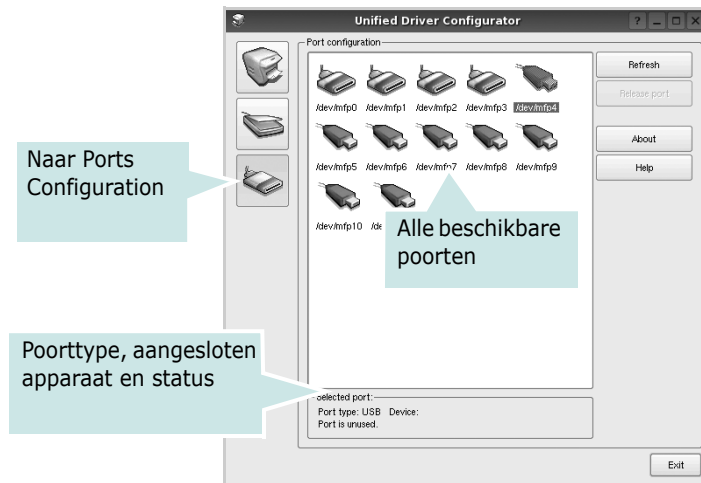 Unified Driver Configurator
Port configuration
Refresh
Release port
About
Help
/dev/mfp0 /dev/mfp1 /dev/mfp2 /dev/mfp3 /dev/mfp4
/dev/mfp5 /dev/mfp6 /dev/mfp7 /dev/mfp8 /dev/mfp9
/dev/mfp10
Naar Ports
Configuration
Alle beschikbare
poorten
Poorttype, aangesloten
apparaat en status
Selected port:
Port type: USB Device:
Port is unused.
Exit